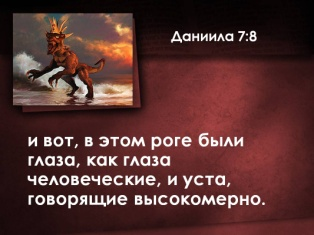 Даниила 7:8
и вот, в этом роге были
глаза, как глаза
человеческие, и уста,
говорящие высокомерно.